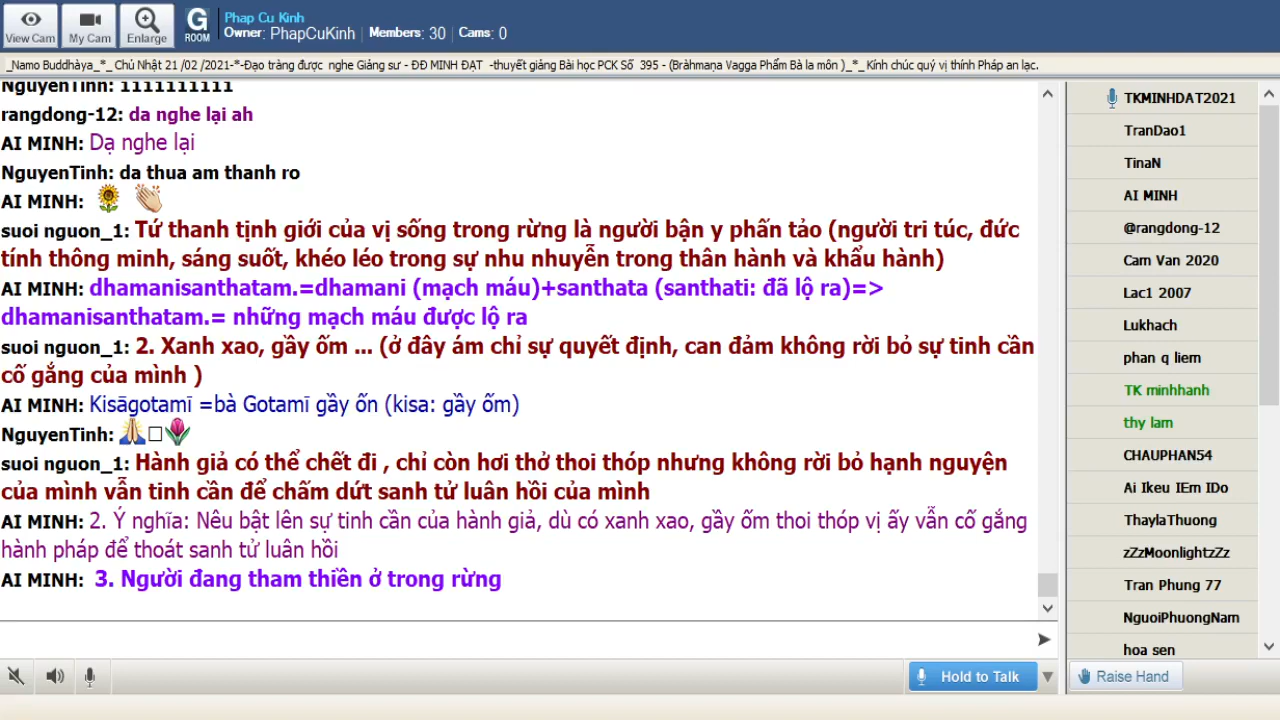 View Cam
My Cam
Enlarge
G
ROOM
Phap Cu Kinh
Owner: PhapCuKinh | Members: 30 | Cams: 0
_Namo Buddhàya_*_ Chủ Nhật 21 /02 /2021-*-Đạo tràng được nghe Giảng sư - ĐĐ MINH ĐẠT -thuyết giảng Bài học PCK Số 395 - (Bràhmaṇa Vagga Phẩm Bà la môn )_*_ Kính chúc quý vị thính Pháp an lạc.
NguyenTinh: 1111111111
rangdong-12: da nghe lại ah
AI MINH: Dạ nghe lại
NguyenTinh: da thua am thanh ro
AI MINH:
suoi nguon_1: Tứ thanh tịnh giới của vị sống trong rừng là người bận y phấn tảo (người tri túc, đức
tính thông minh, sáng suốt, khéo léo trong sự nhu nhuyễn trong thân hành và khẩu hành)
AI MINH: dhamanisanthatam.=dhamani (mạch máu)+santhata (santhati: đã lộ ra)=>
dhamanisanthatam.= những mạch máu được lộ ra
suoi nguon_1: 2. Xanh xao, gầy ốm ... (ở đây ám chỉ sự quyết định, can đảm không rời bỏ sự tinh cần
cố gắng của mình )
AI MINH: Kisāgotamī =bà Gotamī gầy ốn (kisa: gầy ốm)
NguyenTinh:
suoi nguon_1: Hành giả có thể chết đi , chỉ còn hơi thở thoi thóp nhưng không rời bỏ hạnh nguyện
của mình vẫn tinh cần để chấm dứt sanh tử luân hồi của mình
AI MINH: 2. Ý nghĩa: Nêu bật lên sự tinh cần của hành giả, dù có xanh xao, gầy ốm thoi thóp vị ấy vẫn cố gắng
hành pháp để thoát sanh tử luân hồi
AI MINH: 3. Người đang tham thiền ở trong rừng
Hold to Talk
TKMINHDAT2021
TranDao1
TinaN
AI MINH
@rangdong-12
Cam Van 2020
Lac1 2007
Lukhach
phan q liem
TK minhhanh
thy lam
CHAUPHAN54
Ai Ikeu IEm IDo
ThaylaThuong
zZzMoonlightzZz
Tran Phung 77
NguoiPhuongNam
hoa sen
Raise Hand